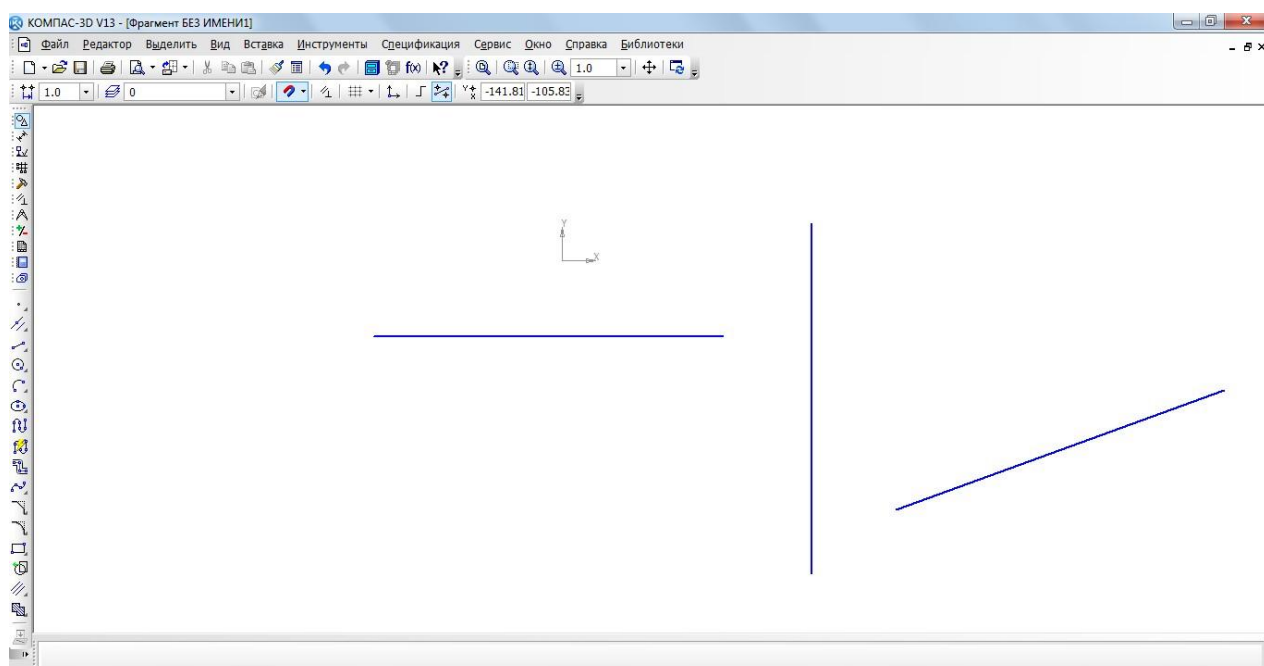 КОМПАС-3D V13 - [Фрагмент БЕЗ ИМЕНИ1]
Файл Редактор Выделить Вид Вставка Инструменты Спецификация Сервис Окно Справка Библиотеки
f(x) 1.0
1.0 0 -141.81 -105.83
Y
X